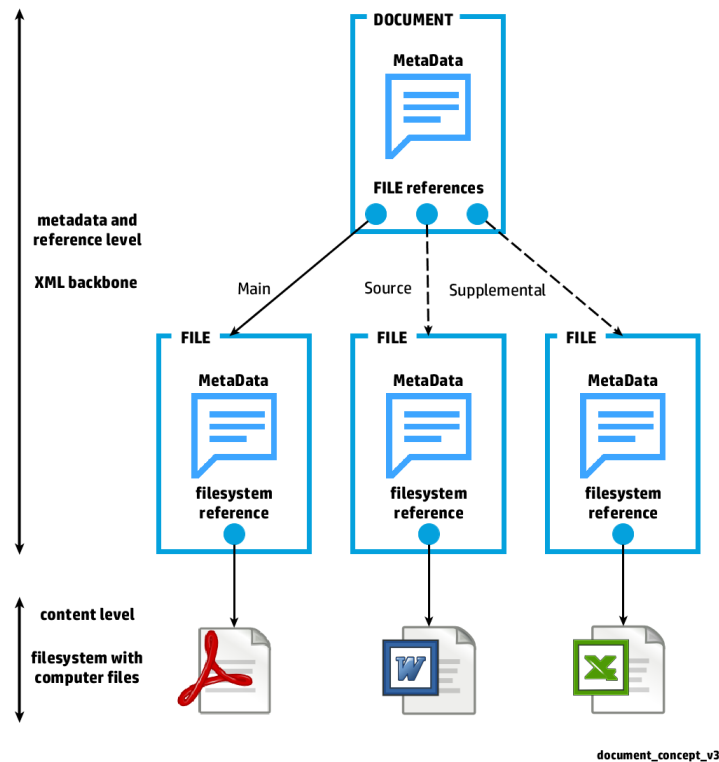 DOCUMENT
MetaData
FILE references
metadata and
reference level
XML backbone
Main
Source
Supplemental
FILE
FILE
FILE
MetaData
MetaData
MetaData
filesystem
reference
filesystem
reference
filesystem
reference
content level
filesystem with
computer files
W
X
document_concept_v3